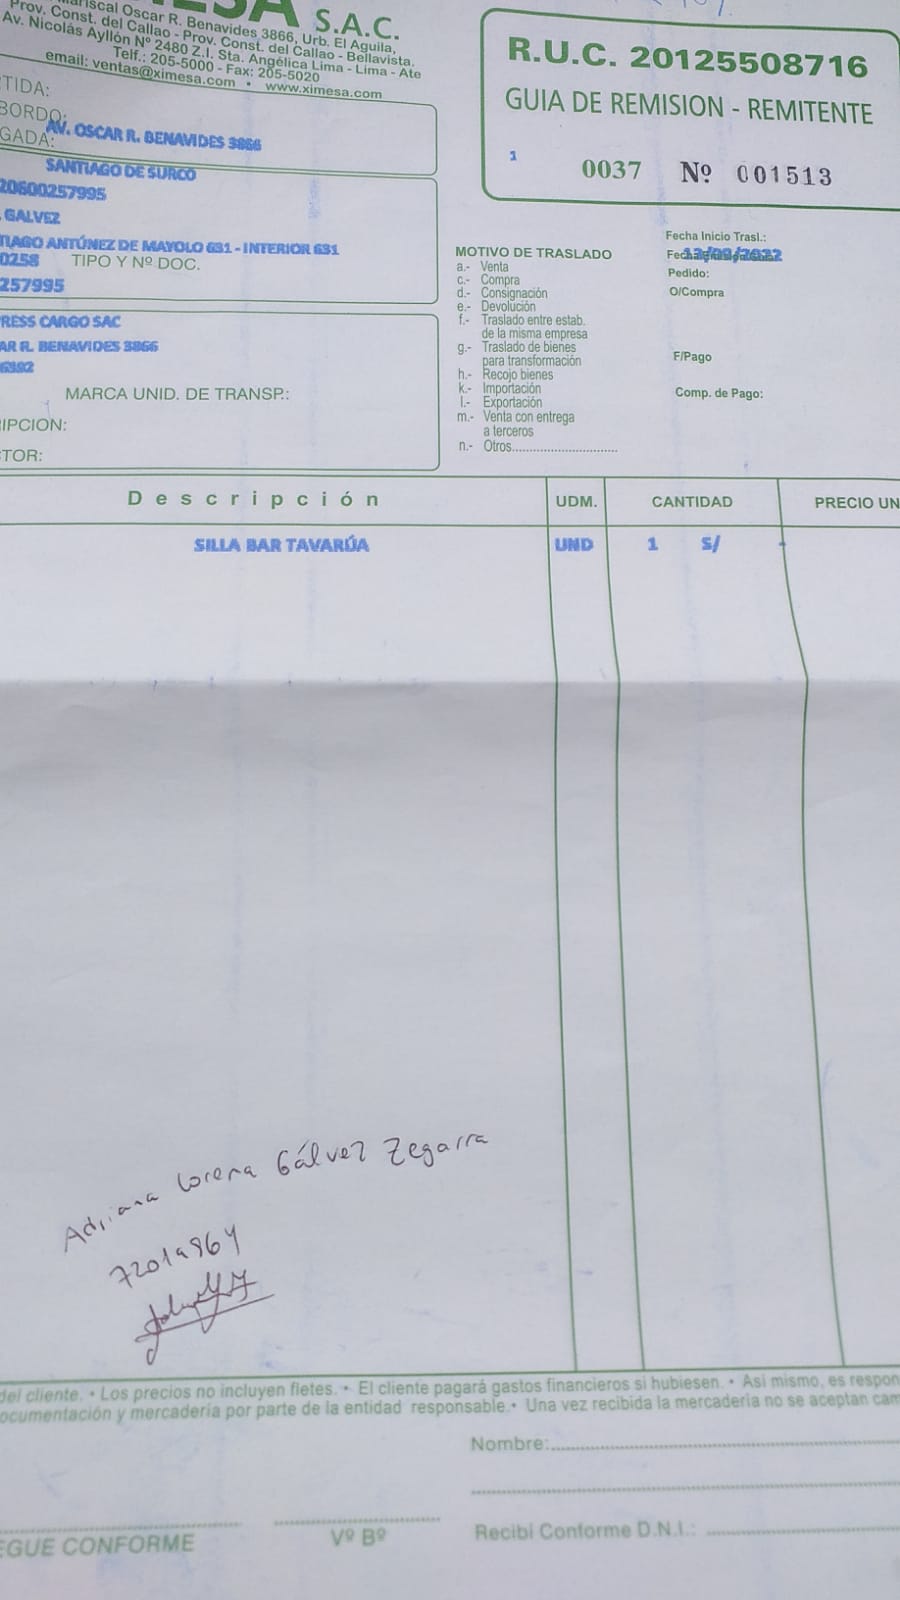 S.A.C.
Mariscal Oscar R. Benavides 3866, Urb. El Aguila,
Prov. Const. del Callao - Prov. Const. del Callao - Bellavista.
Av. Nicolás Ayllón Nº 2480 Z.I. Sta. Angélica Lima - Lima - Ate
Telf.: 205-5000 - Fax: 205-5020
email: ventas@ximesa.com • www.ximesa.com
R.U.C. 20125508716
GUIA DE REMISION - REMITENTE
1 0037 Nº 001513
TIDA:
BORDO:
GADA:
AV. OSCAR R. BENAVIDES 3866
SANTIAGO DE SURCO
20600257995
GALVEZ
TIAGO ANTÚNEZ DE MAYOLO 631 - INTERIOR 631
0258 TIPO Y Nº DOC.
257995
RESS CARGO SAC
AR R. BENAVIDES 3866
6392
MARCA UNID. DE TRANSP.:
IPCION:
TOR:
MOTIVO DE TRASLADO
a.- Venta
c.- Compra
d.- Consignación
e.- Devolución
f.- Traslado entre estab.
de la misma empresa
g.- Traslado de bienes
para transformación
h.- Recojo bienes
k.- Importación
l.- Exportación
m.- Venta con entrega
a terceros
n.- Otros
Fecha Inicio Trasl.:
Pedido:
O/Compra
F/Pago
Comp. de Pago:
Descripción UDM. CANTIDAD PRECIO UN
SILLA BAR TAVARÚA UND 1 S/ -
Adriana Lorena Gálvez Zegarra
del cliente. • Los precios no incluyen fletes. • El cliente pagará gastos financieros si hubiesen. • Asi mismo, es respon
ocumentación y mercadería por parte de la entidad responsable. • Una vez recibida la mercadería no se aceptan cam
Nombre:
EGUE CONFORME Vº Bº Recibí Conforme D.N.I.: